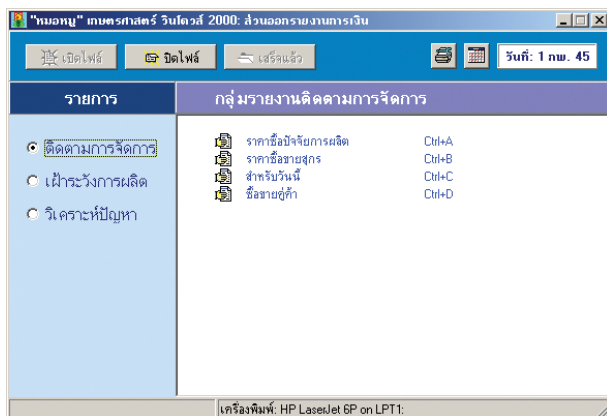 "หมอหมู" เกษตรศาสตร์ วินโดวส์ 2000: ส่วนออกรายงานการเงิน
เปิดไฟล์ ปิดไฟล์ เสร็จแล้ว วันที่: 1 กพ. 45
รายการ กลุ่มรายงานติดตามการจัดการ
ติดตามการจัดการ
เฝ้าระวังการผลิต
วิเคราะห์ปัญหา
ราคาซื้อปัจจัยการผลิต Ctrl+A
ราคาซื้อขายสุกร Ctrl+B
สำหรับวันนี้ Ctrl+C
ซื้อขายคู่ค้า Ctrl+D
เครื่องพิมพ์: HP LaserJet 6P on LPT1: